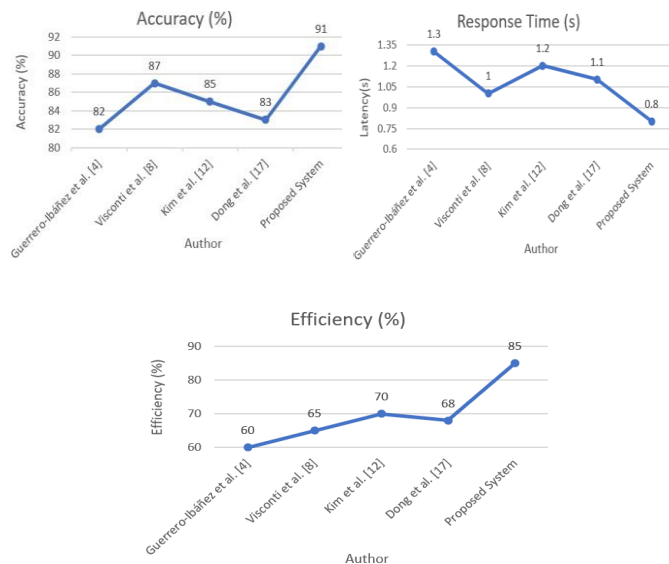 Accuracy (%)
Accuracy (%)
92
90
88
86
84
82
80
82
87
85
83
91
Guerrero-Ibáñez et al. [4]
Visconti et al. [8]
Kim et al. [12]
Dong et al. [17]
Proposed System
Author
Response Time (s)
Latency(s)
1.35
1.2
1.05
0.9
0.75
0.6
1.3
1
1.2
1.1
0.8
Guerrero-Ibáñez et al. [4]
Visconti et al. [8]
Kim et al. [12]
Dong et al. [17]
Proposed System
Author
Efficiency (%)
Efficiency (%)
90
80
70
60
60
65
70
68
85
Guerrero-Ibáñez et al. [4]
Visconti et al. [8]
Kim et al. [12]
Dong et al. [17]
Proposed System
Author